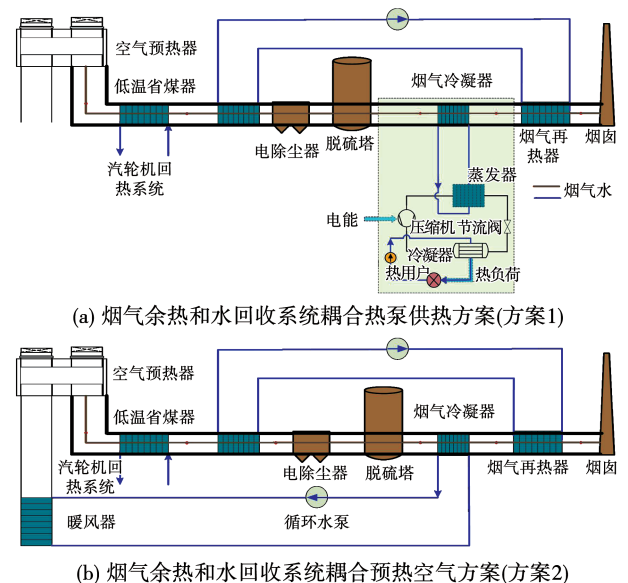 空气预热器
低温省煤器
烟气冷凝器
汽轮机回
热系统
电除尘器
脱硫塔
烟气再
热器
烟囱
蒸发器
烟气水
电能
压缩机
节流阀
冷凝器
热用户
热负荷
(a) 烟气余热和水回收系统耦合热泵供热方案(方案1)
空气预热器
低温省煤器
烟气冷凝器
汽轮机回
热系统
电除尘器
脱硫塔
烟气再热器
烟囱
暖风器
循环水泵
(b) 烟气余热和水回收系统耦合预热空气方案(方案2)